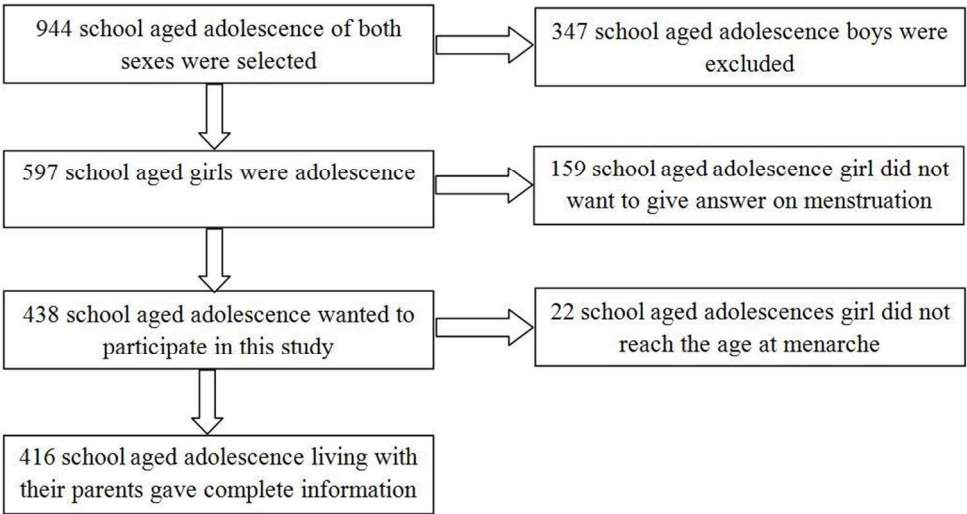 944 school aged adolescence of both
sexes were selected
347 school aged adolescence boys were
excluded
597 school aged girls were adolescence
159 school aged adolescence girl did not
want to give answer on menstruation
438 school aged adolescence wanted to
participate in this study
22 school aged adolescences girl did not
reach the age at menarche
416 school aged adolescence living with
their parents gave complete information